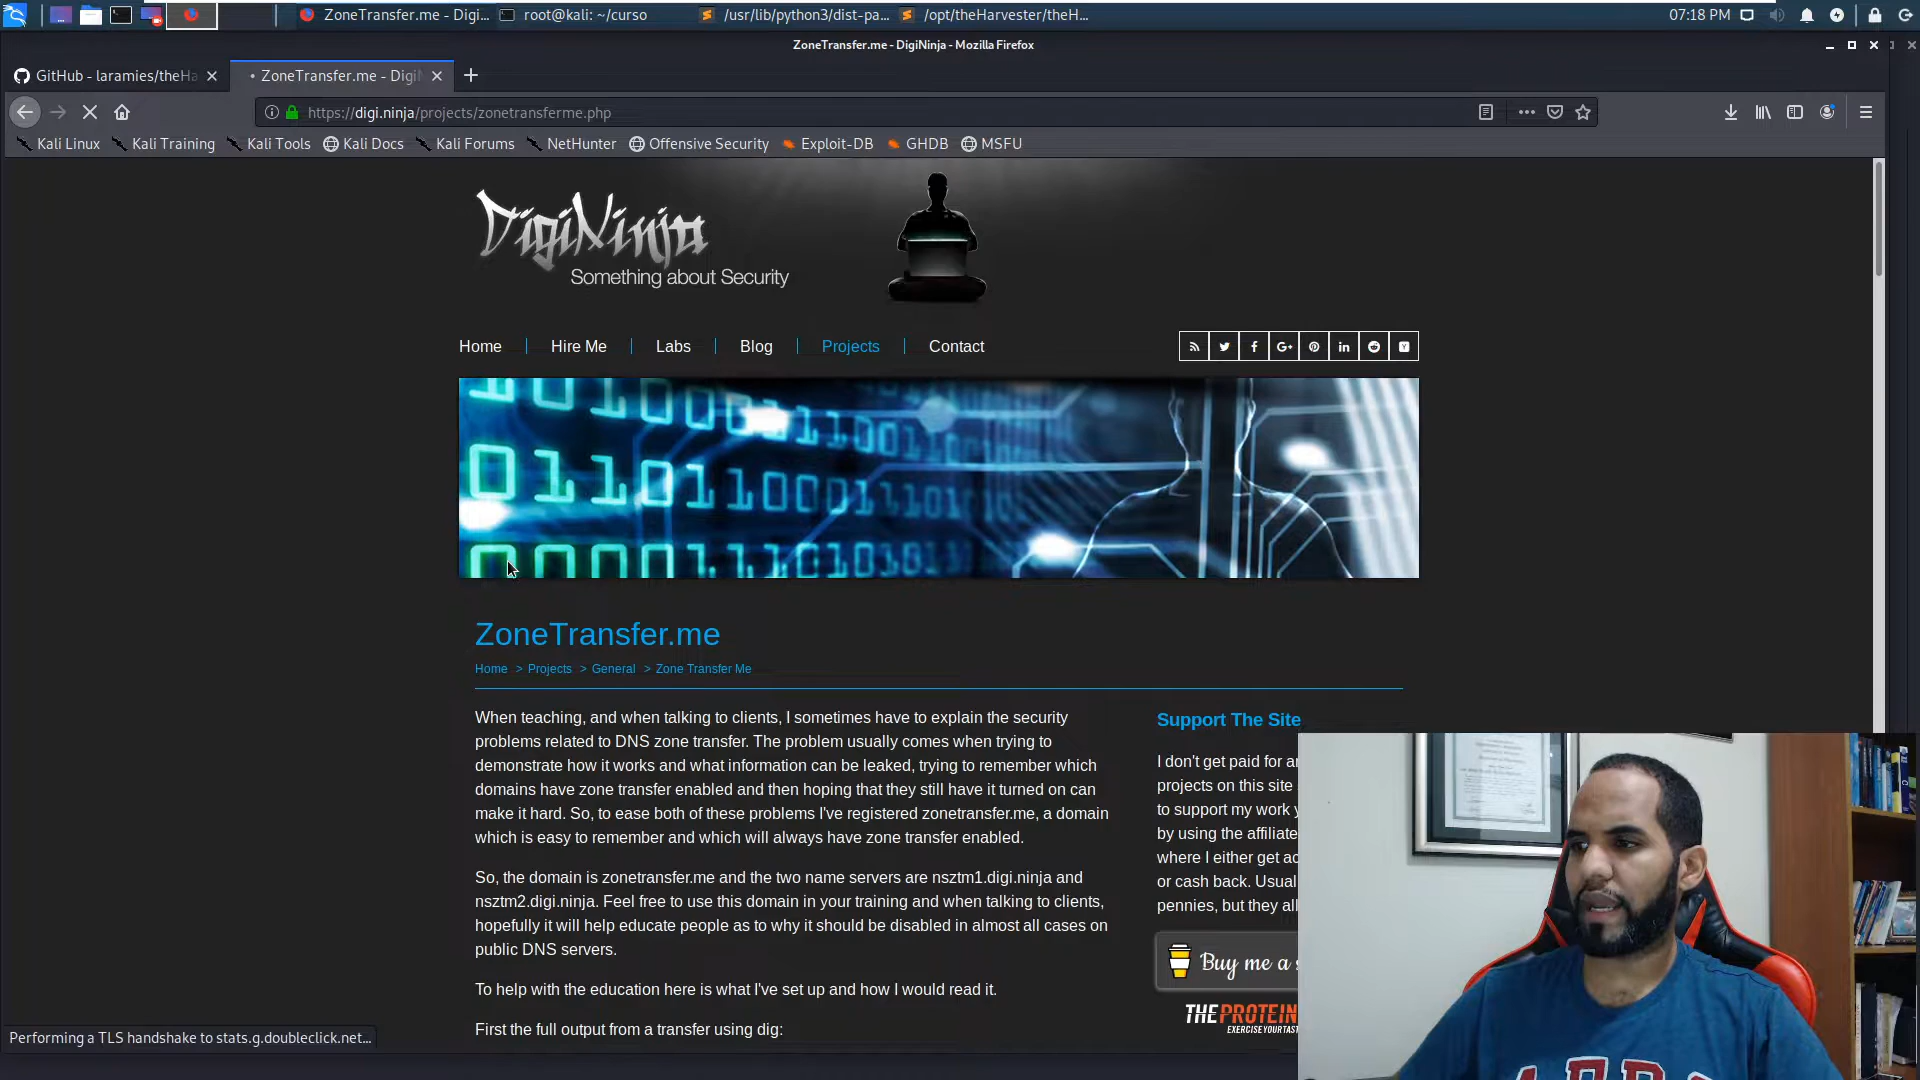 ZoneTransfer.me - Digi...
root@kali: ~/curso
/usr/lib/python3/dist-pa...
/opt/theHarvester/theH...
07:18 PM
ZoneTransfer.me - DigiNinja - Mozilla Firefox
GitHub - laramies/theHa
ZoneTransfer.me - Digi
https://digi.ninja/projects/zonetransferme.php
Kali Linux
Kali Training
Kali Tools
Kali Docs
Kali Forums
NetHunter
Offensive Security
Exploit-DB
GHDB
MSFU
DigiNinja
Something about Security
Home
Hire Me
Labs
Blog
Projects
Contact
ZoneTransfer.me
Home > Projects > General > Zone Transfer Me
When teaching, and when talking to clients, I sometimes have to explain the security
problems related to DNS zone transfer. The problem usually comes when trying to
demonstrate how it works and what information can be leaked, trying to remember which
domains have zone transfer enabled and then hoping that they still have it turned on can
make it hard. So, to ease both of these problems I've registered zonetransfer.me, a domain
which is easy to remember and which will always have zone transfer enabled.
So, the domain is zonetransfer.me and the two name servers are nsztm1.digi.ninja and
nsztm2.digi.ninja. Feel free to use this domain in your training and when talking to clients,
hopefully it will help educate people as to why it should be disabled in almost all cases on
public DNS servers.
To help with the education here is what I've set up and how I would read it.
First the full output from a transfer using dig:
Support The Site
I don't get paid for a
projects on this site
to support my work y
by using the affiliate
where I either get ac
or cash back. Usual
pennies, but they all
Buy me a
THE PROTEIN
EXERCISE YOUR TAS
Performing a TLS handshake to stats.g.doubleclick.net...